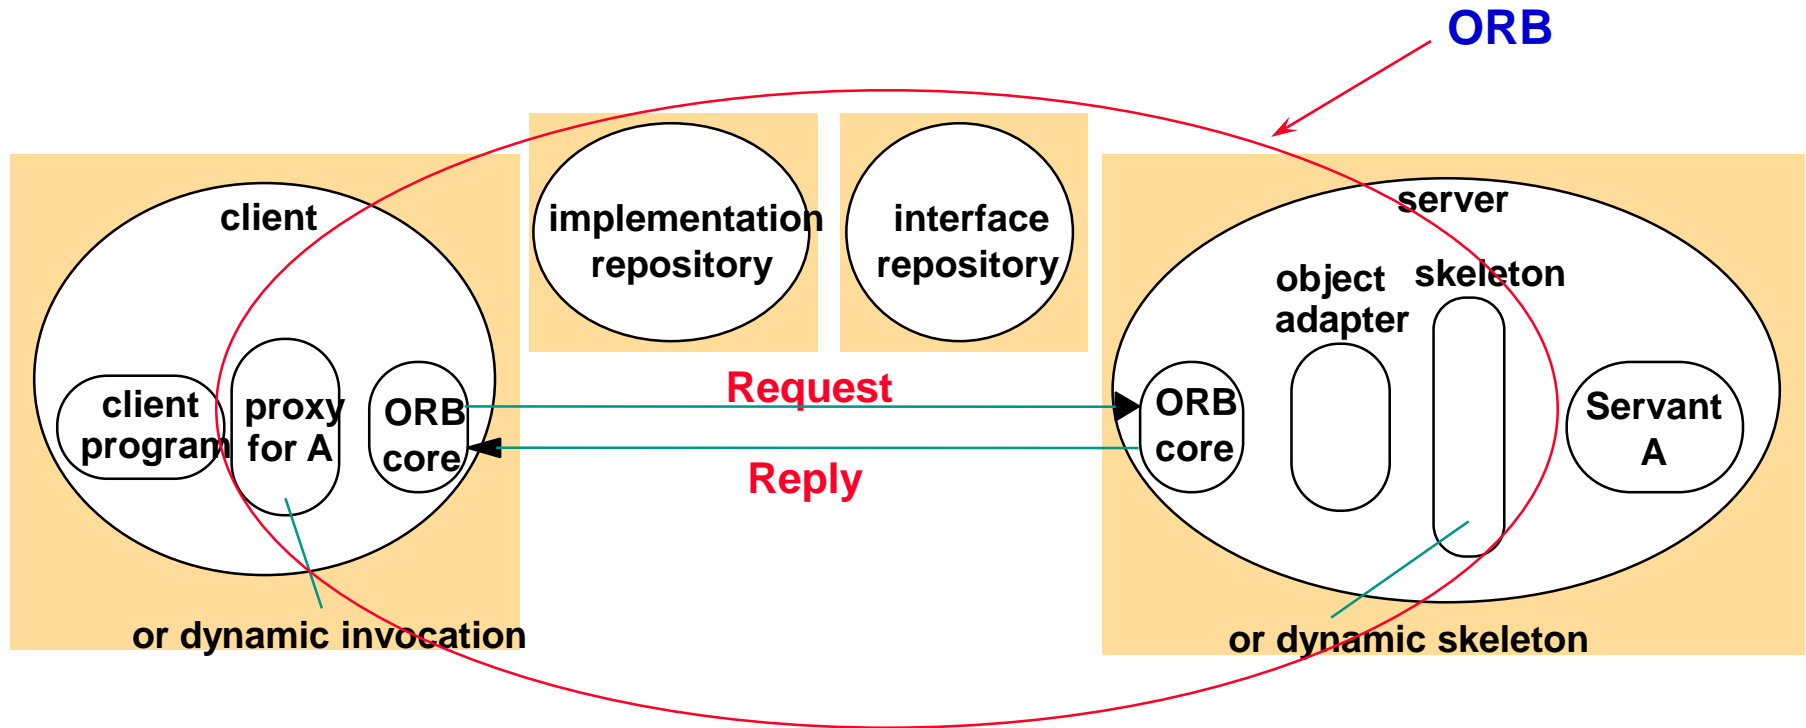 ORB
client
implementation
repository
interface
repository
server
object
adapter
skeleton
client
program
proxy
for A
ORB
core
Request
Reply
ORB
core
Servant
A
or dynamic invocation
or dynamic skeleton